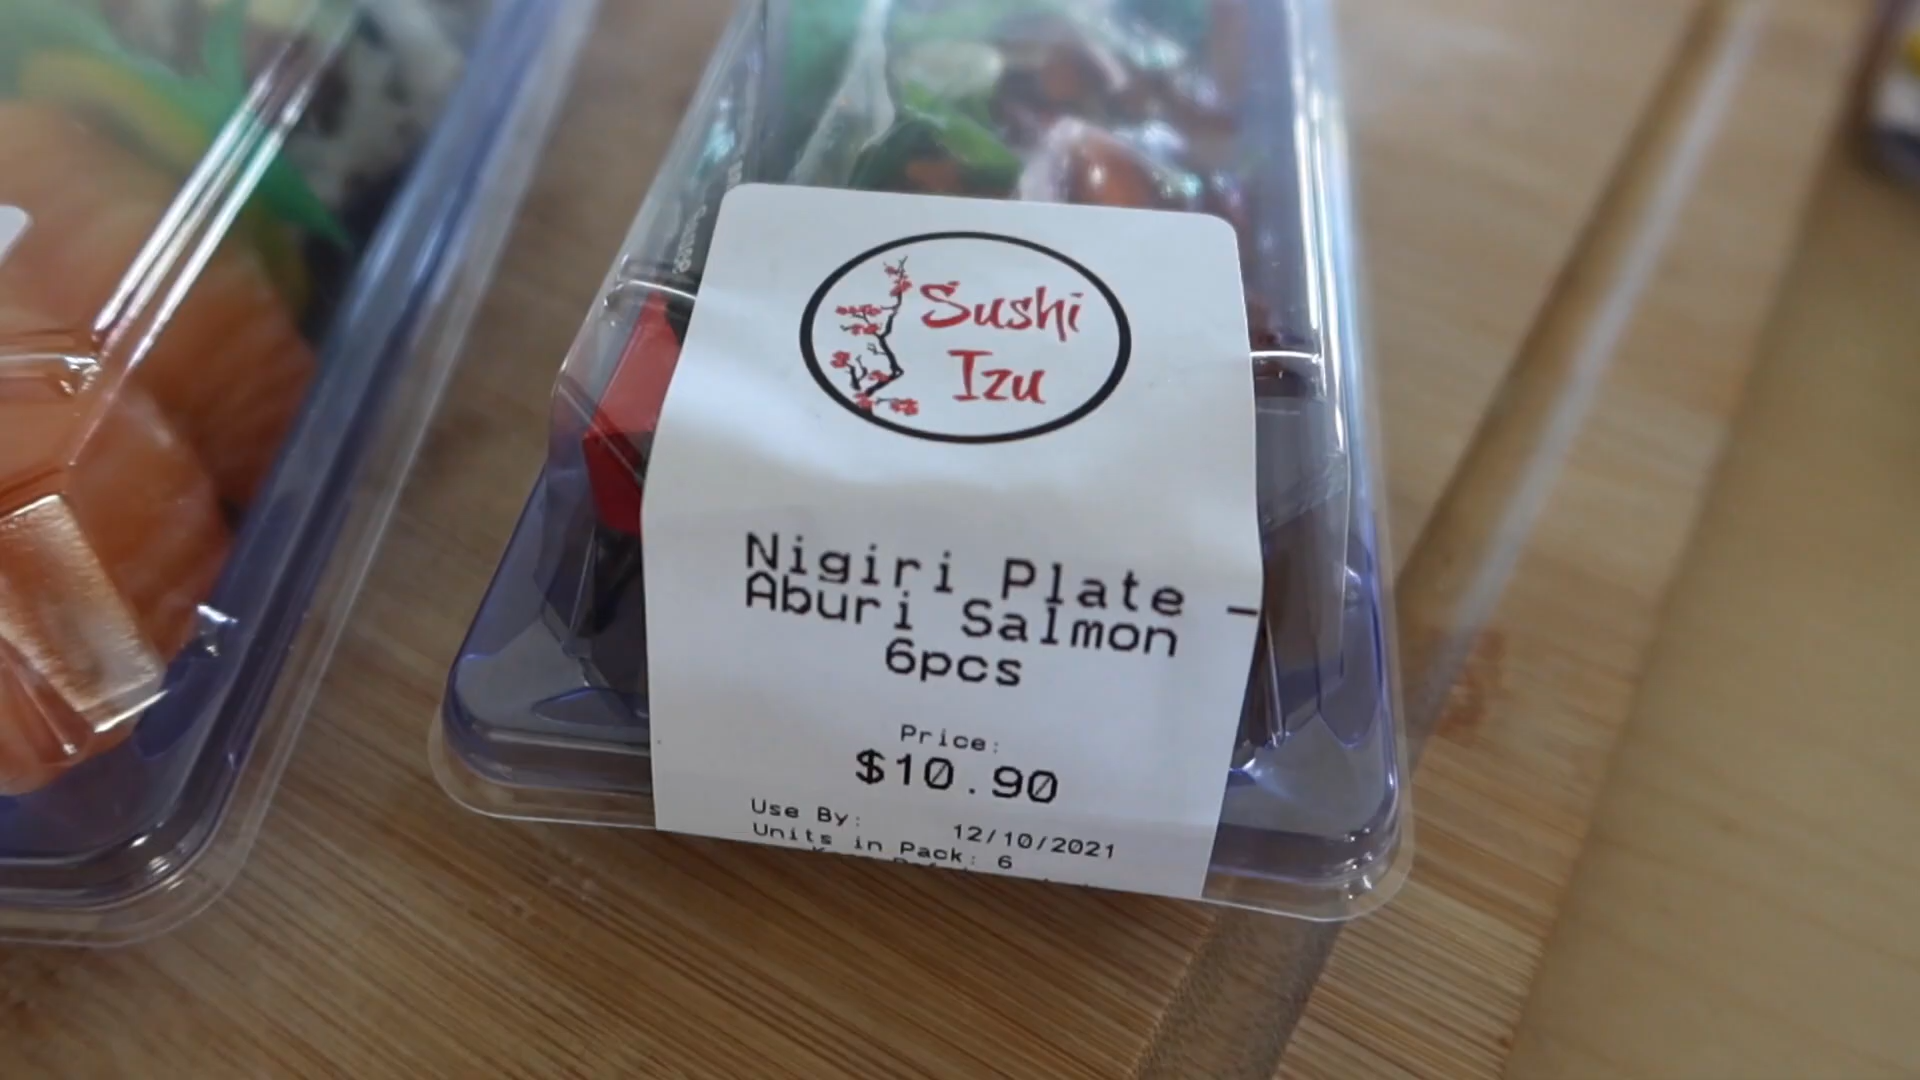 Sushi
Izu
Nigiri Plate -
Aburi Salmon
6pcs
Price:
$10.90
Use By: 12/10/2021
Units in Pack: 6